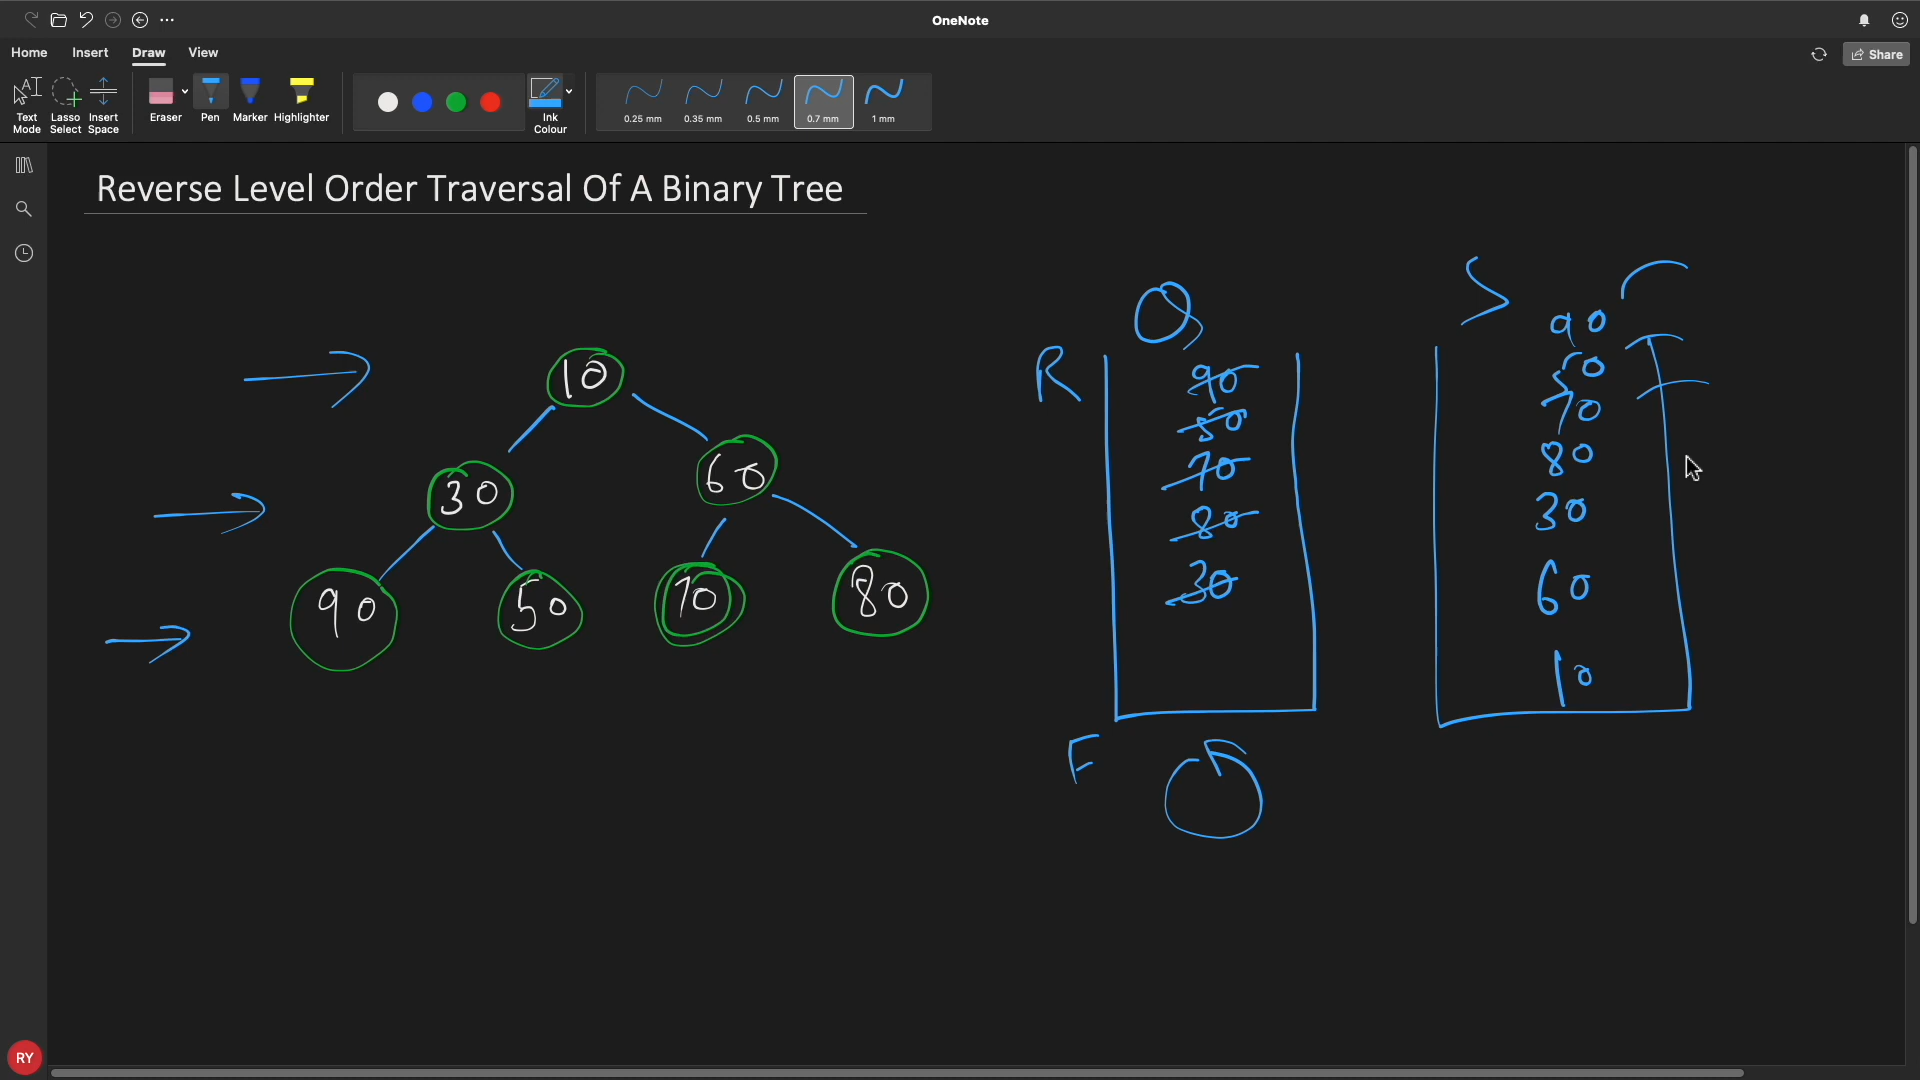 OneNote
Home Insert Draw View
Share
Text Mode
Lasso Select
Insert Space
Eraser
Pen
Marker
Highlighter
Ink Colour
0.25 mm
0.35 mm
0.5 mm
0.7 mm
1 mm
Reverse Level Order Traversal Of A Binary Tree
10
30
60
90
50
70
80
Q
R
90
50
70
80
30
F
S
90
50
70
80
30
60
10
RY